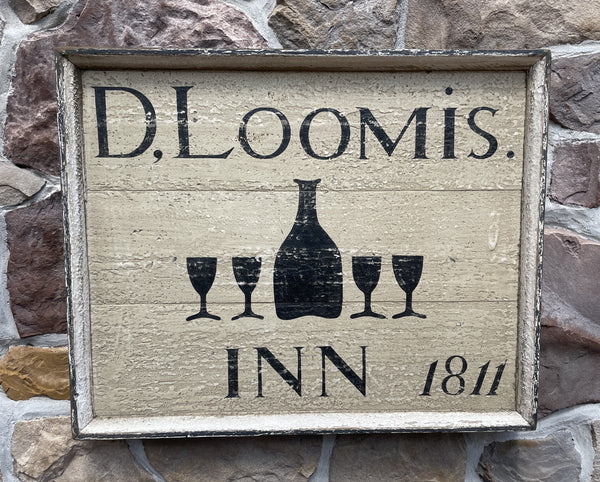 D, Loomis.
INN 1811